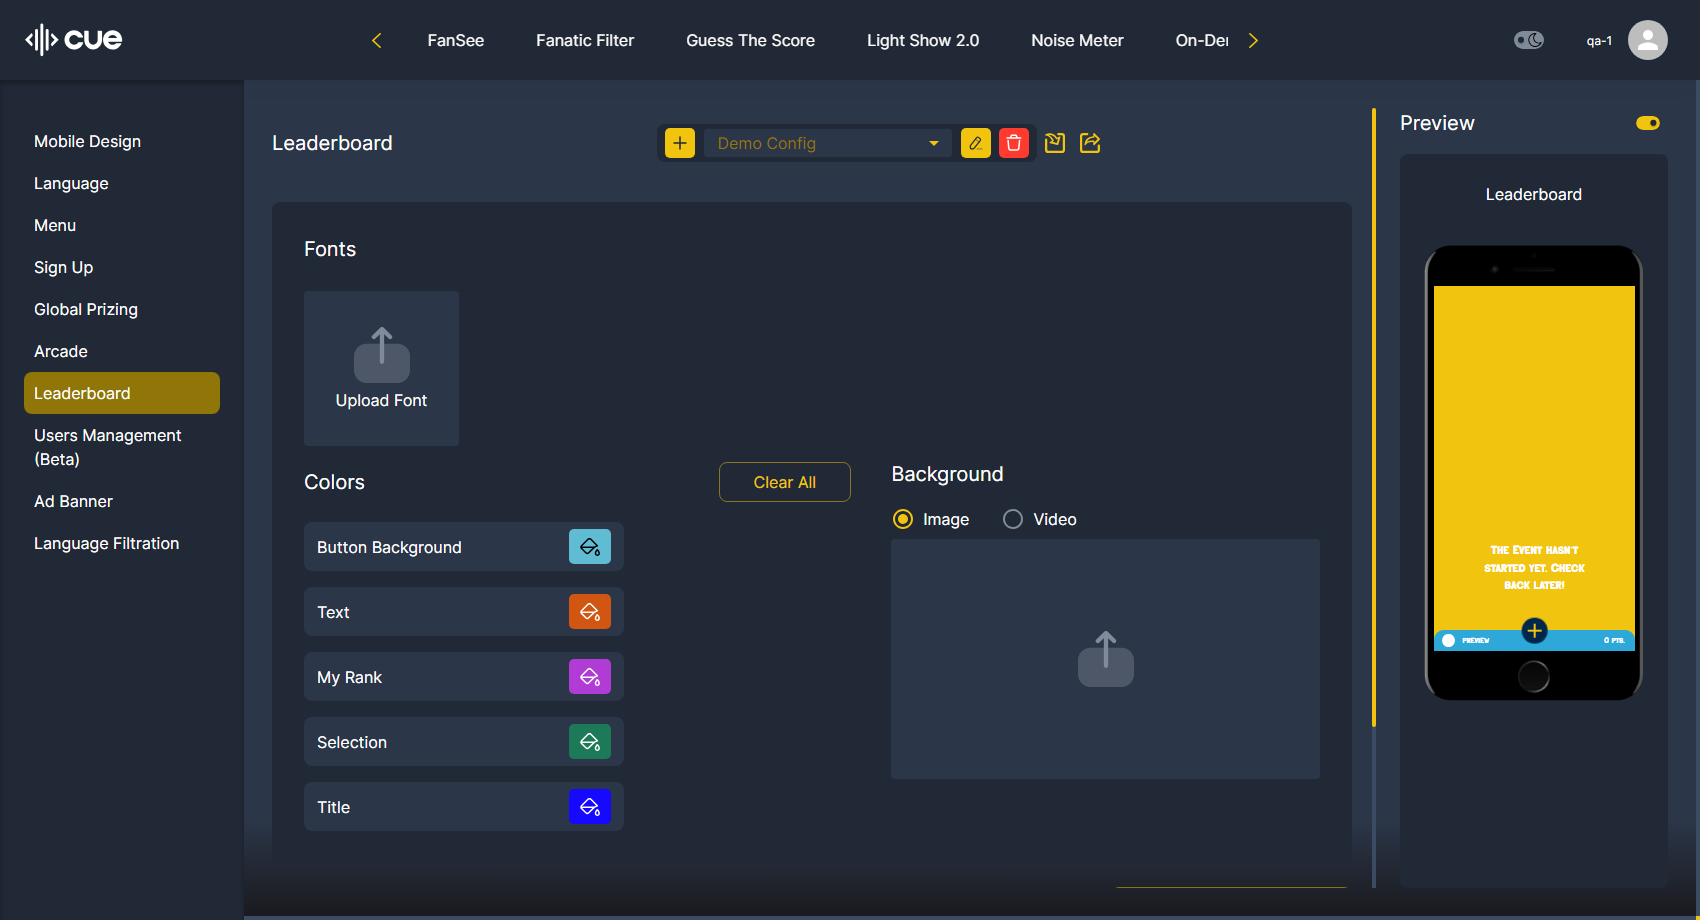 cue
FanSee
Fanatic Filter
Guess The Score
Light Show 2.0
Noise Meter
On-Der
qa-1
Mobile Design
Language
Menu
Sign Up
Global Prizing
Arcade
Leaderboard
Users Management
(Beta)
Ad Banner
Language Filtration
Leaderboard
Demo Config
Fonts
Upload Font
Colors
Clear All
Button Background
Text
My Rank
Selection
Title
Background
Image
Video
Preview
Leaderboard
The Event hasn't
started yet. Check
back later!
Preview
0 pts.